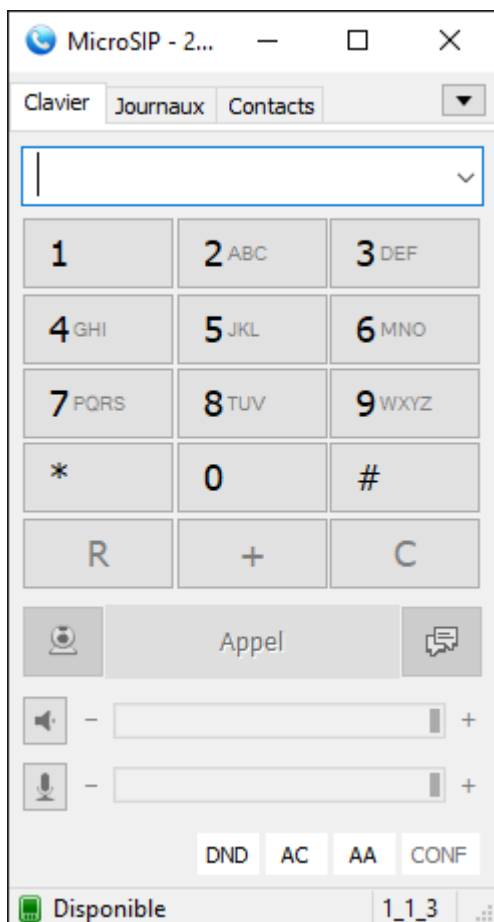 MicroSIP - 2...
Clavier Journaux Contacts
1 2 ABC 3 DEF
4 GHI 5 JKL 6 MNO
7 PQRS 8 TUV 9 WXYZ
* 0 #
R + C
Appel
- +
- +
DND AC AA CONF
Disponible 1_1_3